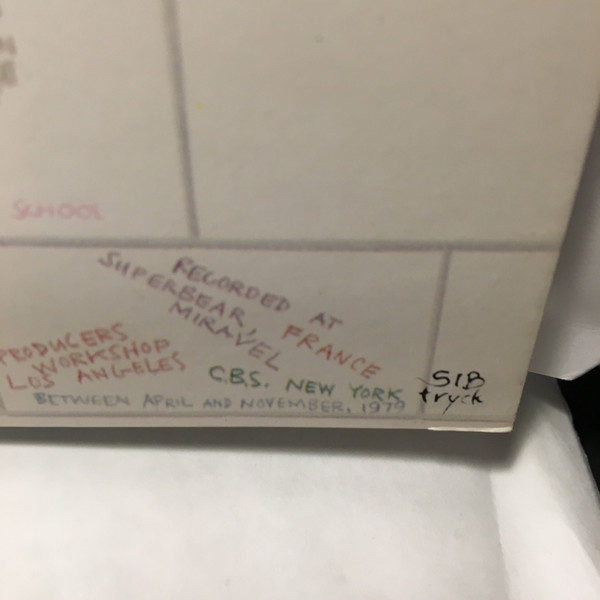 SCHOOL
RECORDED AT
SUPERBEAR,
MIRAVEL
FRANCE
PRODUCERS
WORKSHOP
LOS ANGELES
C.B.S. NEW YORK
BETWEEN APRIL AND NOVEMBER, 1979
SIB
tryck